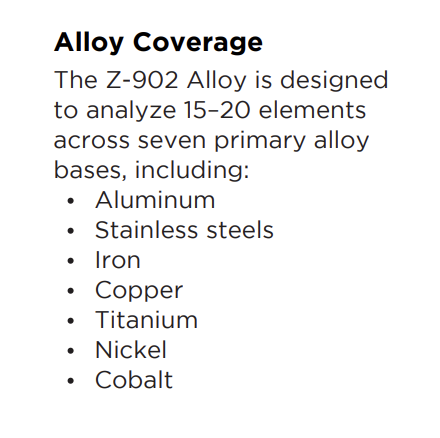 Alloy Coverage
The Z-902 Alloy is designed
to analyze 15–20 elements
across seven primary alloy
bases, including:
• Aluminum
• Stainless steels
• Iron
• Copper
• Titanium
• Nickel
• Cobalt